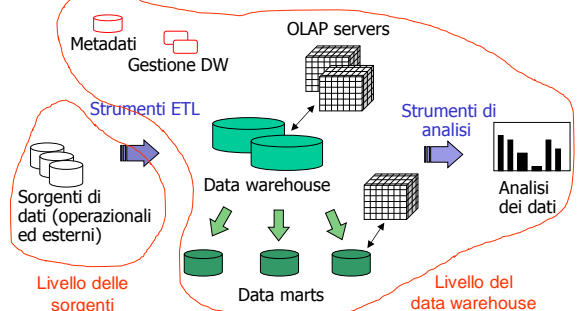 Metadati
Gestione DW
OLAP servers
Strumenti ETL
Strumenti di
analisi
Sorgenti di
dati (operazionali
ed esterni)
Data warehouse
Analisi
dei dati
Data marts
Livello delle
sorgenti
Livello del
data warehouse